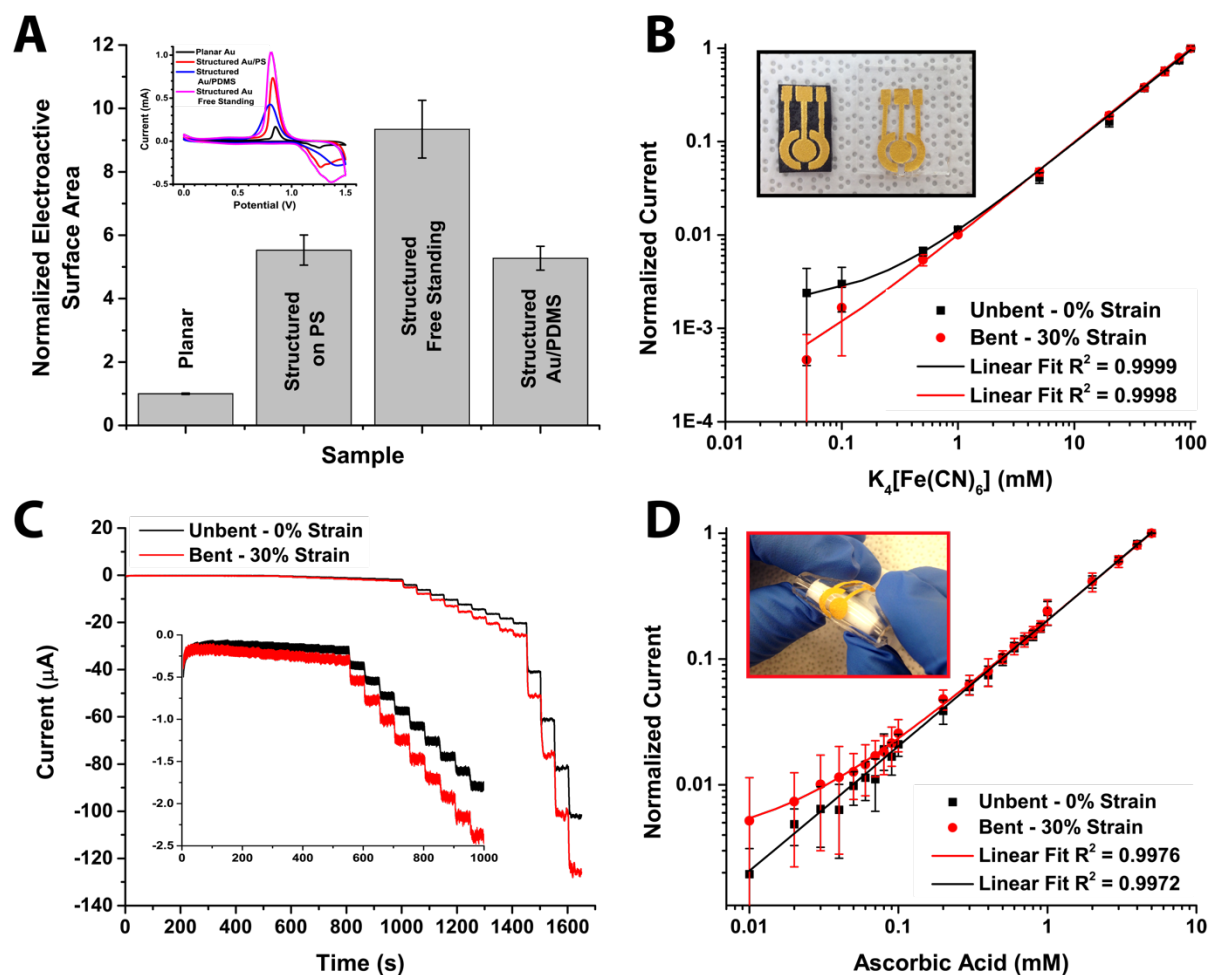 A
Normalized Electroactive
Surface Area
12
10
8
6
4
2
0
Planar
Structured
on PS
Structured
Free Standing
Structured
Au/PDMS
Sample
Planar Au
Structured Au/PS
Structured
Au/PDMS
Structured Au
Free Standing
Current (mA)
1.0
0.5
0.0
-0.5
0.0
0.5
1.0
1.5
Potential (V)
B
Normalized Current
1
0.1
0.01
1E-3
1E-4
Unbent - 0% Strain
Bent - 30% Strain
Linear Fit R² = 0.9999
Linear Fit R² = 0.9998
0.01
0.1
1
10
100
K₄[Fe(CN)₆] (mM)
C
Current (µA)
20
0
-20
-40
-60
-80
-100
-120
-140
Unbent - 0% Strain
Bent - 30% Strain
0.0
-0.5
-1.0
-1.5
-2.0
-2.5
0 200 400 600 800 1000
0 200 400 600 800 1000 1200 1400 1600
Time (s)
D
Normalized Current
1
0.1
0.01
Unbent - 0% Strain
Bent - 30% Strain
Linear Fit R² = 0.9976
Linear Fit R² = 0.9972
0.01
0.1
1
10
Ascorbic Acid (mM)